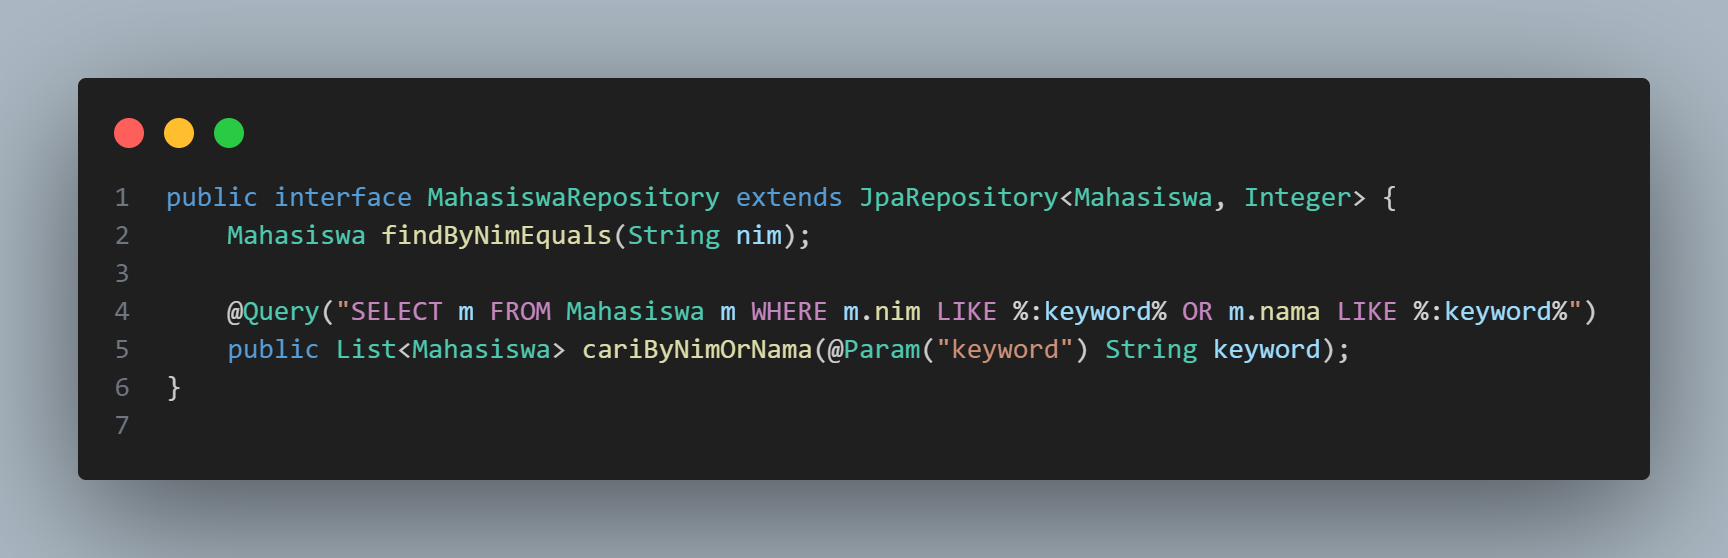 1 public interface MahasiswaRepository extends JpaRepository<Mahasiswa, Integer> {
2     Mahasiswa findByNimEquals(String nim);
3
4     @Query("SELECT m FROM Mahasiswa m WHERE m.nim LIKE %:keyword% OR m.nama LIKE %:keyword%")
5     public List<Mahasiswa> cariByNimOrNama(@Param("keyword") String keyword);
6 }
7